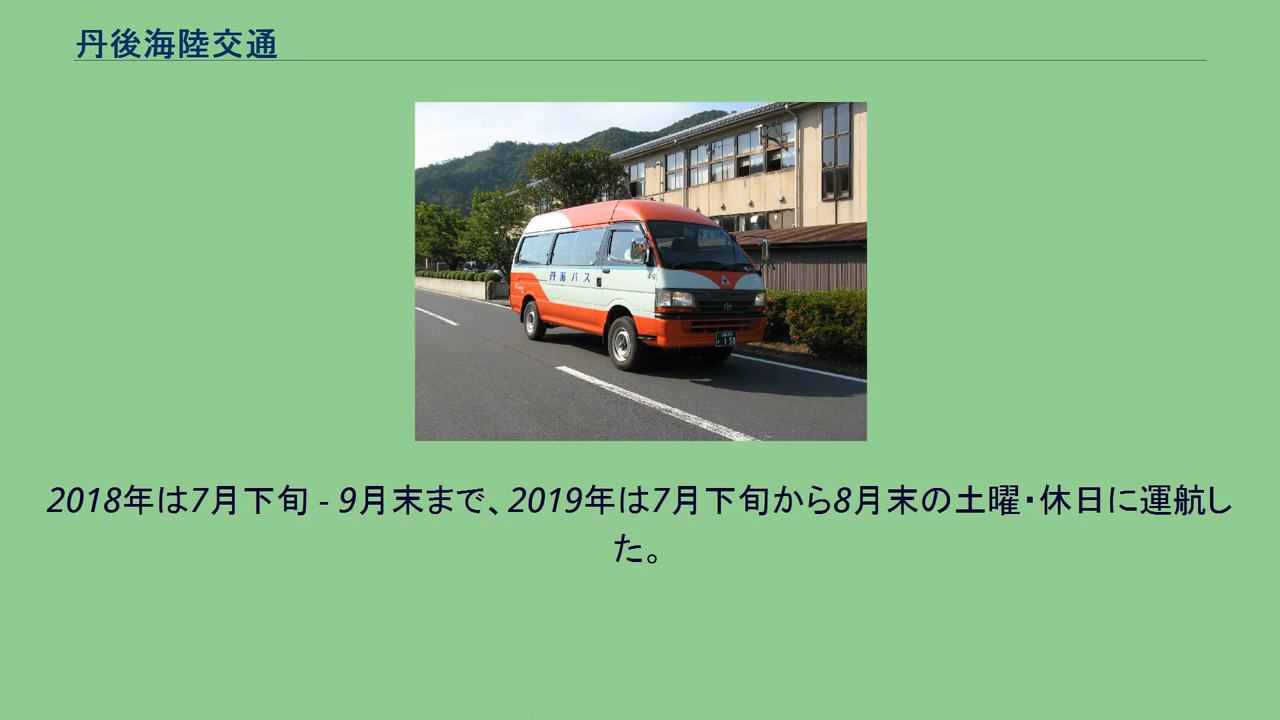 丹後海陸交通
丹海バス
158
2018年は7月下旬 - 9月末まで、2019年は7月下旬から8月末の土曜・休日に運航し
た。